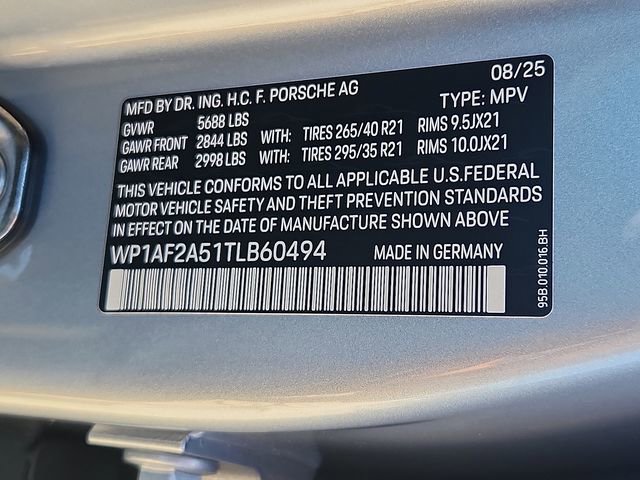 08/25
MFD BY DR. ING. H.C. F. PORSCHE AG TYPE: MPV
GVWR 5688 LBS
GAWR FRONT 2844 LBS WITH: TIRES 265/40 R21 RIMS 9.5JX21
GAWR REAR 2998 LBS WITH: TIRES 295/35 R21 RIMS 10.0JX21
THIS VEHICLE CONFORMS TO ALL APPLICABLE U.S.FEDERAL
MOTOR VEHICLE SAFETY AND THEFT PREVENTION STANDARDS
IN EFFECT ON THE DATE OF MANUFACTURE SHOWN ABOVE
WP1AF2A51TLB60494 MADE IN GERMANY
95B.010.016.BH